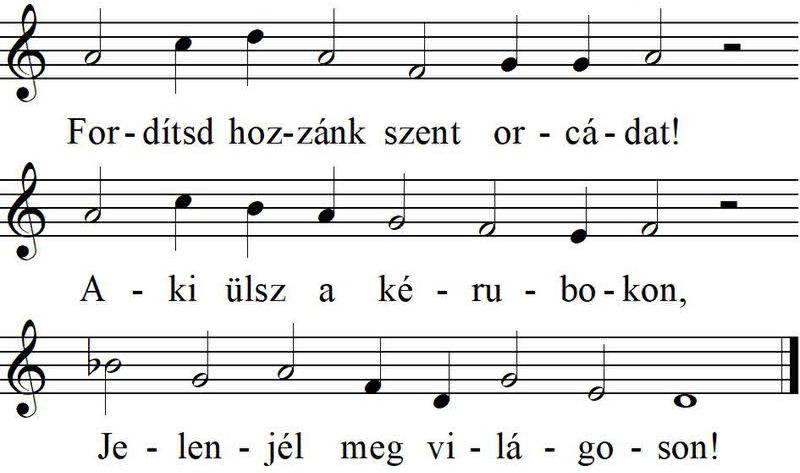 For - dítsd hoz-zánk szent or - cá - dat!
A - ki ülsz a ké - ru - bo - kon,
Je - len - jél meg vi - lá - go - son!